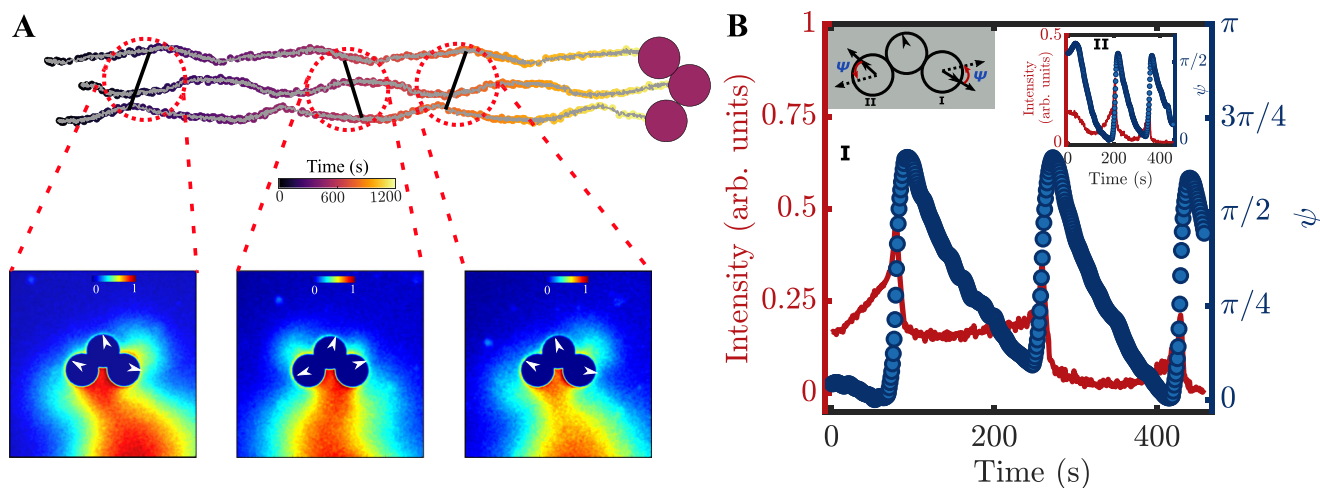 A
Time (s)
0 600 1200
0 1
0 1
0 1
B
Intensity (arb. units)
1
0.75
0.5
0.25
0
I
ψ
ψ
II
I
II
Intensity
(arb. units)
0.5
0
π/2
0
ψ
0 200 400
Time (s)
π
3π/4
π/2
π/4
0
ψ
0 200 400
Time (s)